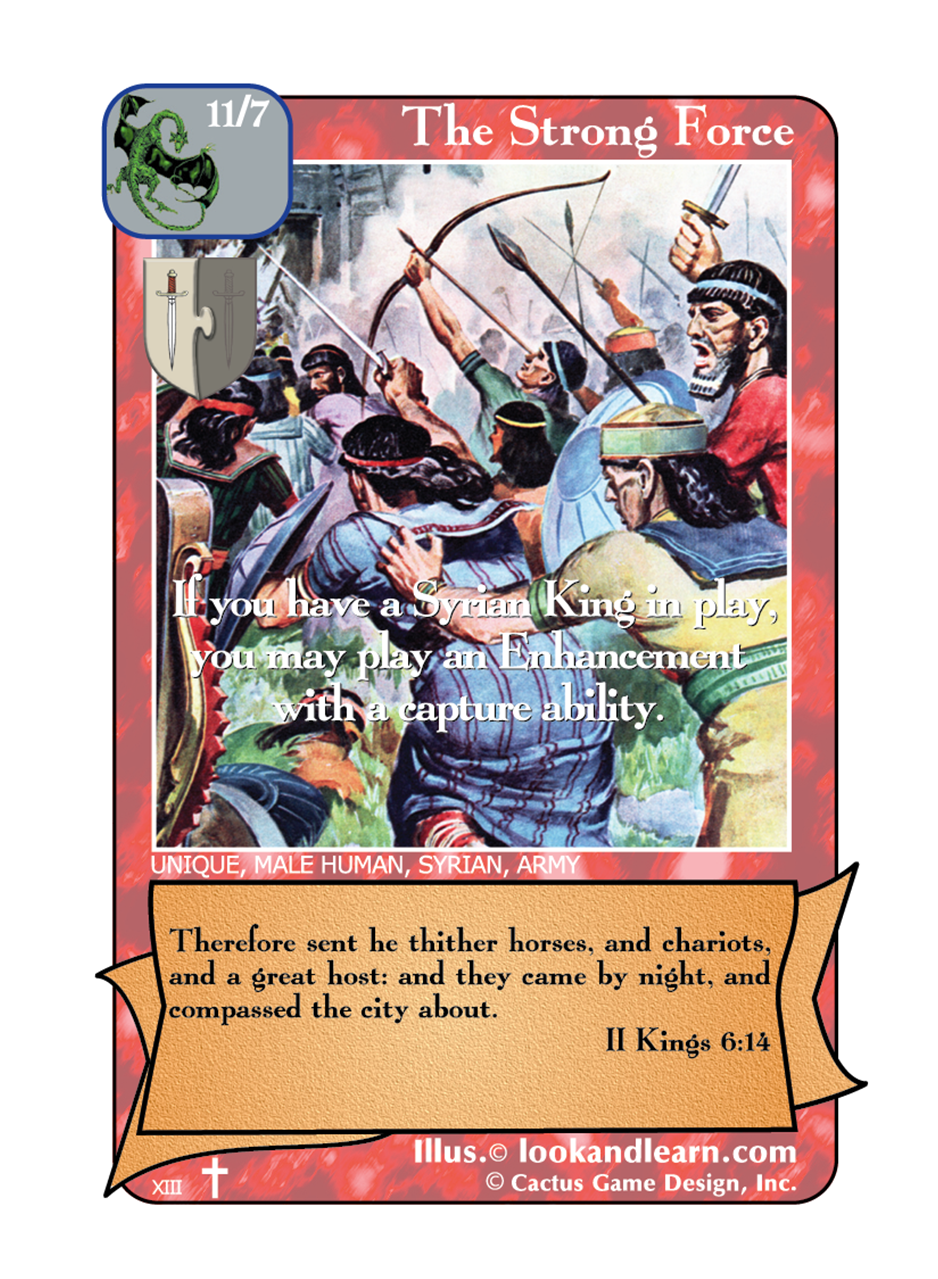 11/7
The Strong Force
If you have a Syrian King in play,
you may play an Enhancement
with a capture ability.
UNIQUE, MALE HUMAN, SYRIAN, ARMY
Therefore sent he thither horses, and chariots,
and a great host: and they came by night, and
compassed the city about.
II Kings 6:14
Illus.© lookandlearn.com
XIII
© Cactus Game Design, Inc.